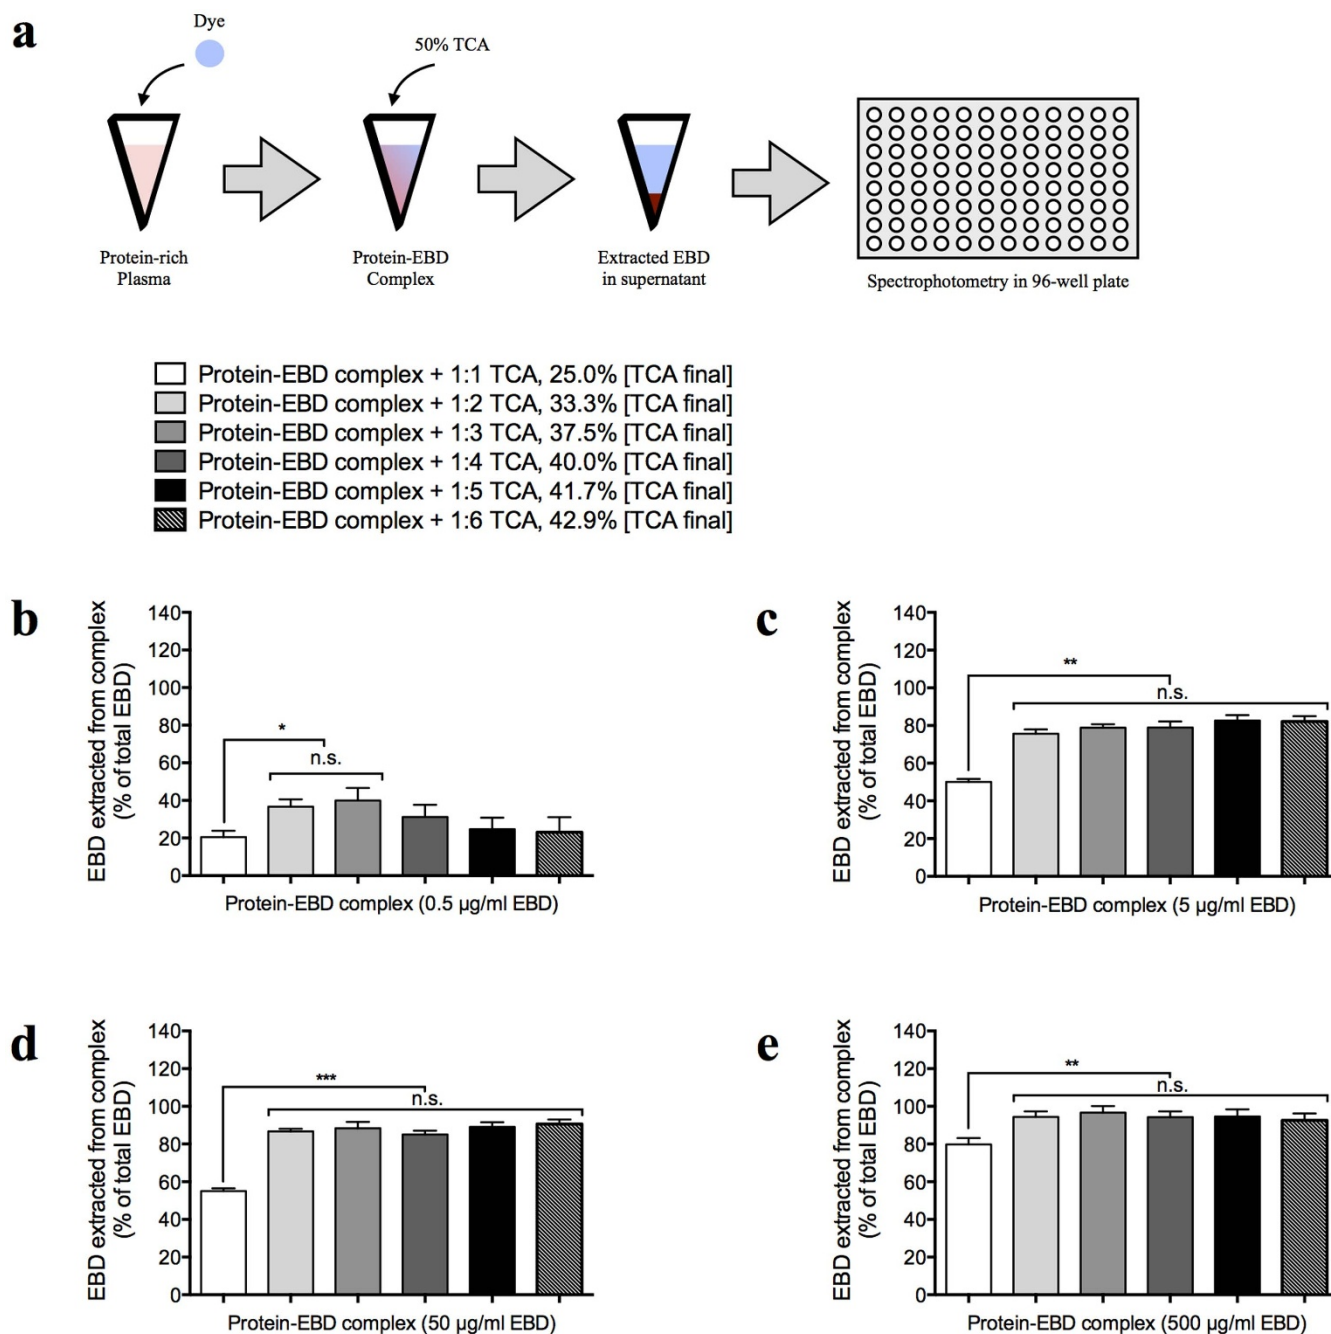 a
Dye
50% TCA
Protein-rich
Plasma
Protein-EBD
Complex
Extracted EBD
in supernatant
Spectrophotometry in 96-well plate
Protein-EBD complex + 1:1 TCA, 25.0% [TCA final]
Protein-EBD complex + 1:2 TCA, 33.3% [TCA final]
Protein-EBD complex + 1:3 TCA, 37.5% [TCA final]
Protein-EBD complex + 1:4 TCA, 40.0% [TCA final]
Protein-EBD complex + 1:5 TCA, 41.7% [TCA final]
Protein-EBD complex + 1:6 TCA, 42.9% [TCA final]
b
EBD extracted from complex
(% of total EBD)
140
120
100
80
60
40
20
0
*
n.s.
Protein-EBD complex (0.5 µg/ml EBD)
c
EBD extracted from complex
(% of total EBD)
140
120
100
80
60
40
20
0
**
n.s.
Protein-EBD complex (5 µg/ml EBD)
d
EBD extracted from complex
(% of total EBD)
140
120
100
80
60
40
20
0
***
n.s.
Protein-EBD complex (50 µg/ml EBD)
e
EBD extracted from complex
(% of total EBD)
140
120
100
80
60
40
20
0
**
n.s.
Protein-EBD complex (500 µg/ml EBD)